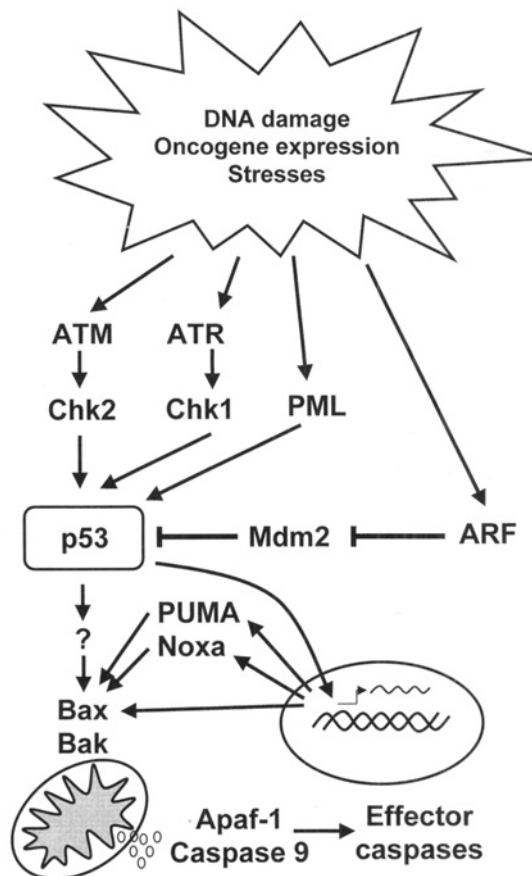 DNA damage
Oncogene expression
Stresses
ATM
ATR
Chk2
Chk1
PML
p53
Mdm2
ARF
?
PUMA
Noxa
Bax
Bak
Apaf-1
Caspase 9
Effector
caspases